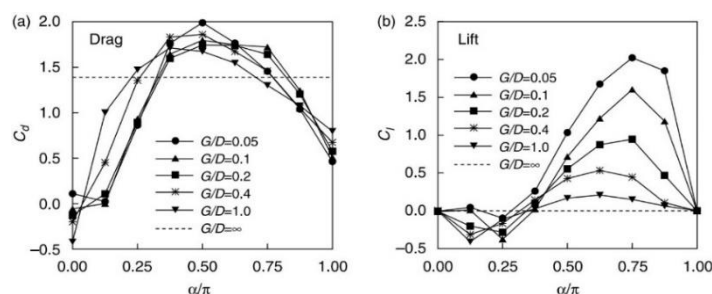 (a)
Drag
2.0
1.5
1.0
0.5
0.0
−0.5
C_d
G/D=0.05
G/D=0.1
G/D=0.2
G/D=0.4
G/D=1.0
G/D=∞
0.00 0.25 0.50 0.75 1.00
α/π
(b)
Lift
2.5
2.0
1.5
1.0
0.5
0.0
−0.5
C_l
G/D=0.05
G/D=0.1
G/D=0.2
G/D=0.4
G/D=1.0
G/D=∞
0.00 0.25 0.50 0.75 1.00
α/π